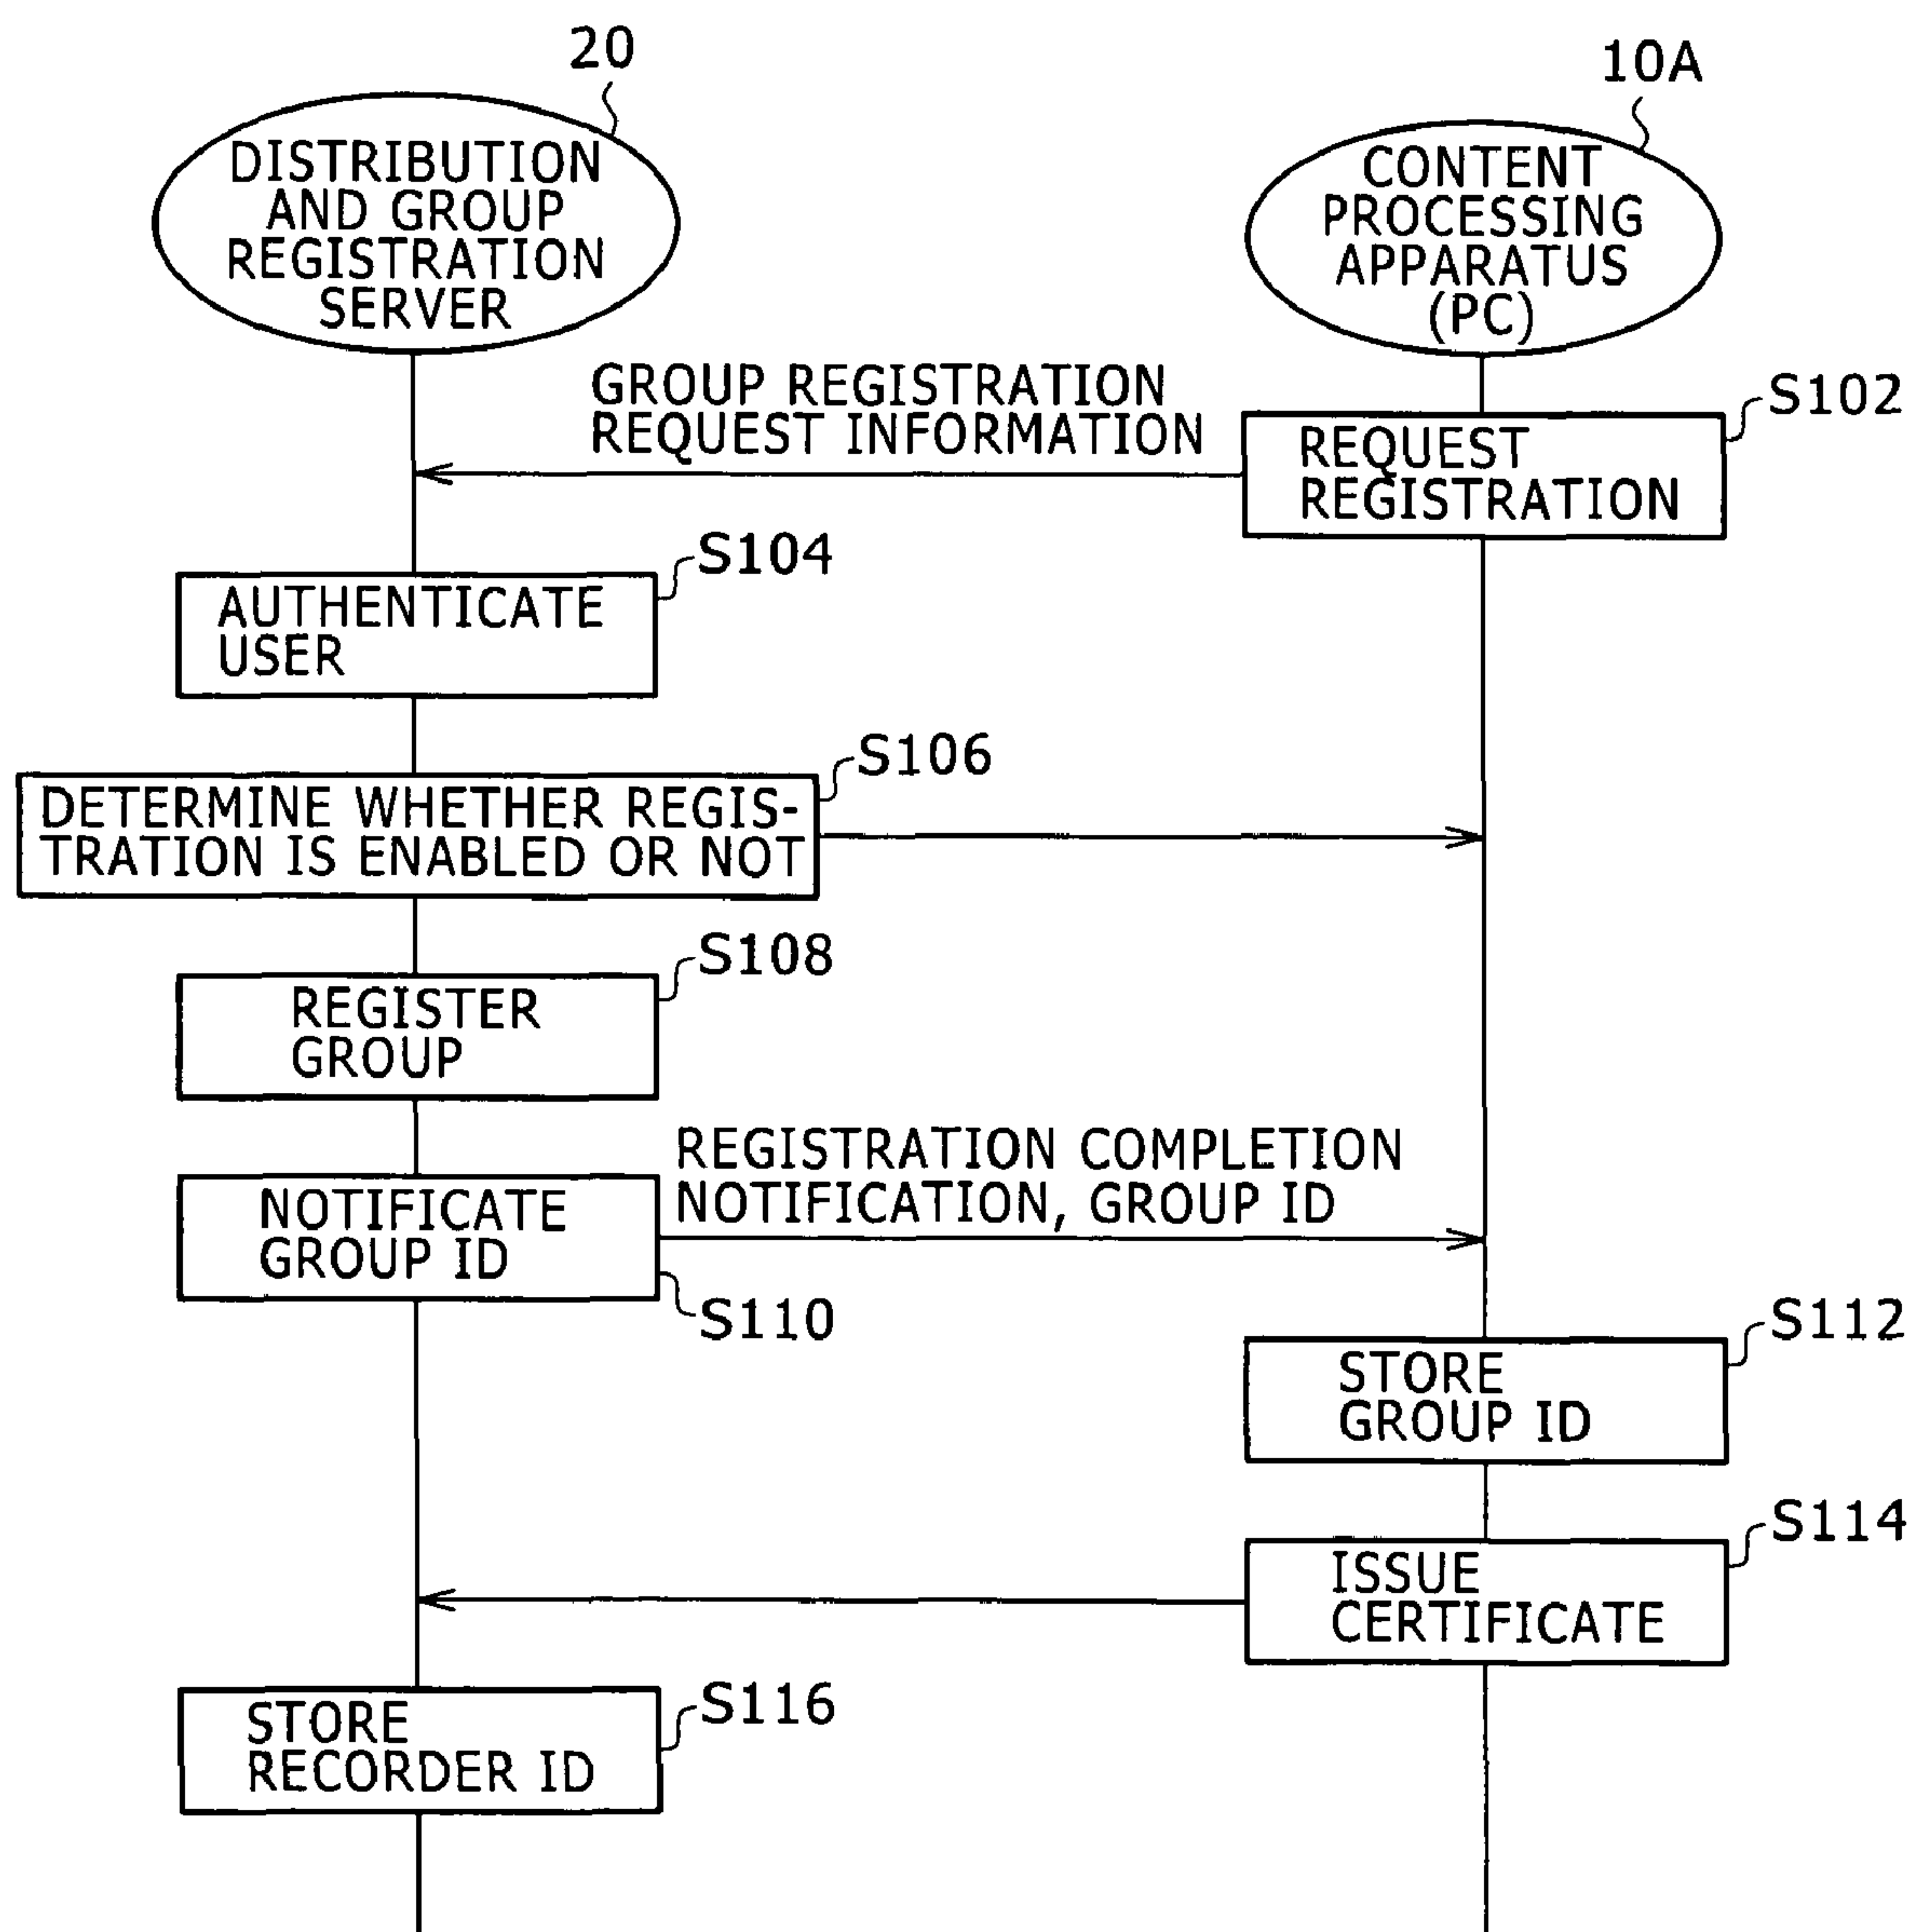 20
DISTRIBUTION
AND GROUP
REGISTRATION
SERVER
10A
CONTENT
PROCESSING
APPARATUS
(PC)
GROUP REGISTRATION
REQUEST INFORMATION
S102
REQUEST
REGISTRATION
S104
AUTHENTICATE
USER
S106
DETERMINE WHETHER REGIS-
TRATION IS ENABLED OR NOT
S108
REGISTER
GROUP
REGISTRATION COMPLETION
NOTIFICATION, GROUP ID
NOTIFICATE
GROUP ID
S110
S112
STORE
GROUP ID
S114
ISSUE
CERTIFICATE
S116
STORE
RECORDER ID